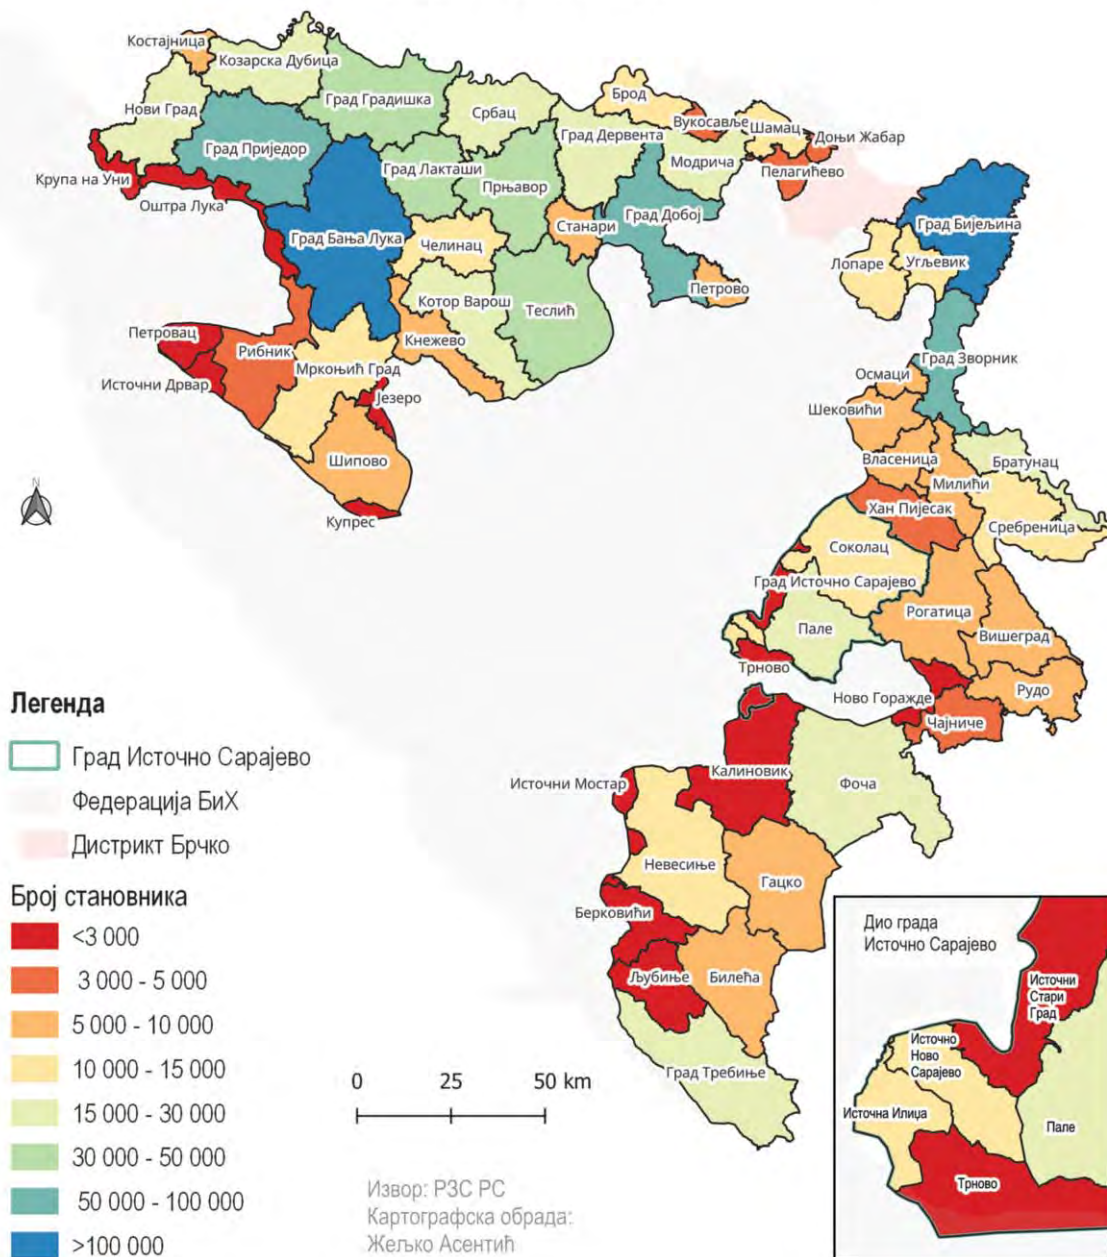 Костајница
Козарска Дубица
Град Градишка
Нови Град
Србац
Брод
Вукосавље
Шамац
Доњи Жабар
Град Дервента
Модрича
Пелагићево
Град Приједор
Град Лакташи
Прњавор
Крупа на Уни
Оштра Лука
Град Бања Лука
Челинац
Станари
Град Добој
Петрово
Котор Варош
Теслић
Кнежево
Петровац
Рибник
Источни Дрвар
Мркоњић Град
Језеро
Шипово
Купрес
N
Град Бијељина
Лопаре
Угљевик
Град Зворник
Осмаци
Шековићи
Власеница
Братунац
Милићи
Хан Пијесак
Сребреница
Соколац
Град Источно Сарајево
Рогатица
Пале
Вишеград
Трново
Ново Горажде
Рудо
Чајниче
Калиновик
Источни Мостар
Фоча
Невесиње
Гацко
Берковићи
Љубиње
Билећа
Град Требиње
Легенда
Град Источно Сарајево
Федерација БиХ
Дистрикт Брчко
Број становника
<3 000
3 000 - 5 000
5 000 - 10 000
10 000 - 15 000
15 000 - 30 000
30 000 - 50 000
50 000 - 100 000
>100 000
0 25 50 km
Извор: РЗС РС
Картографска обрада:
Жељко Асентић
Дио града
Источно Сарајево
Источни
Стари
Град
Источно
Ново
Сарајево
Источна Илиџа
Пале
Трново